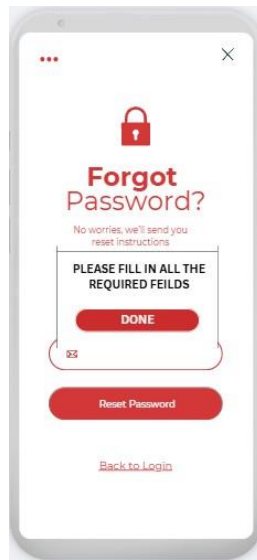 Forgot
Password?
No worries, we'll send you
reset instructions
PLEASE FILL IN ALL THE
REQUIRED FEILDS
DONE
Reset Password
Back to Login